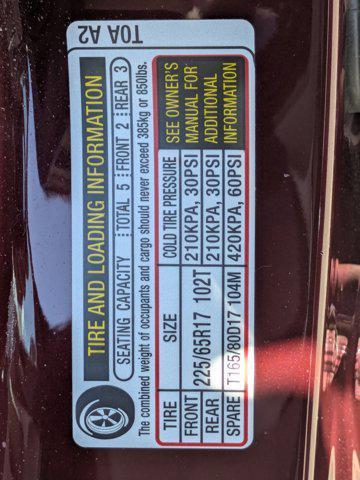 TIRE AND LOADING INFORMATION
SEATING CAPACITY TOTAL 5 FRONT 2 REAR 3
The combined weight of occupants and cargo should never exceed 385kg or 850lbs.
TIRE SIZE COLD TIRE PRESSURE
FRONT 225/65R17 102T 210KPA, 30PSI
REAR 210KPA, 30PSI
SPARE T165/80D17 104M 420KPA, 60PSI
SEE OWNER'S
MANUAL FOR
ADDITIONAL
INFORMATION
T0A A2